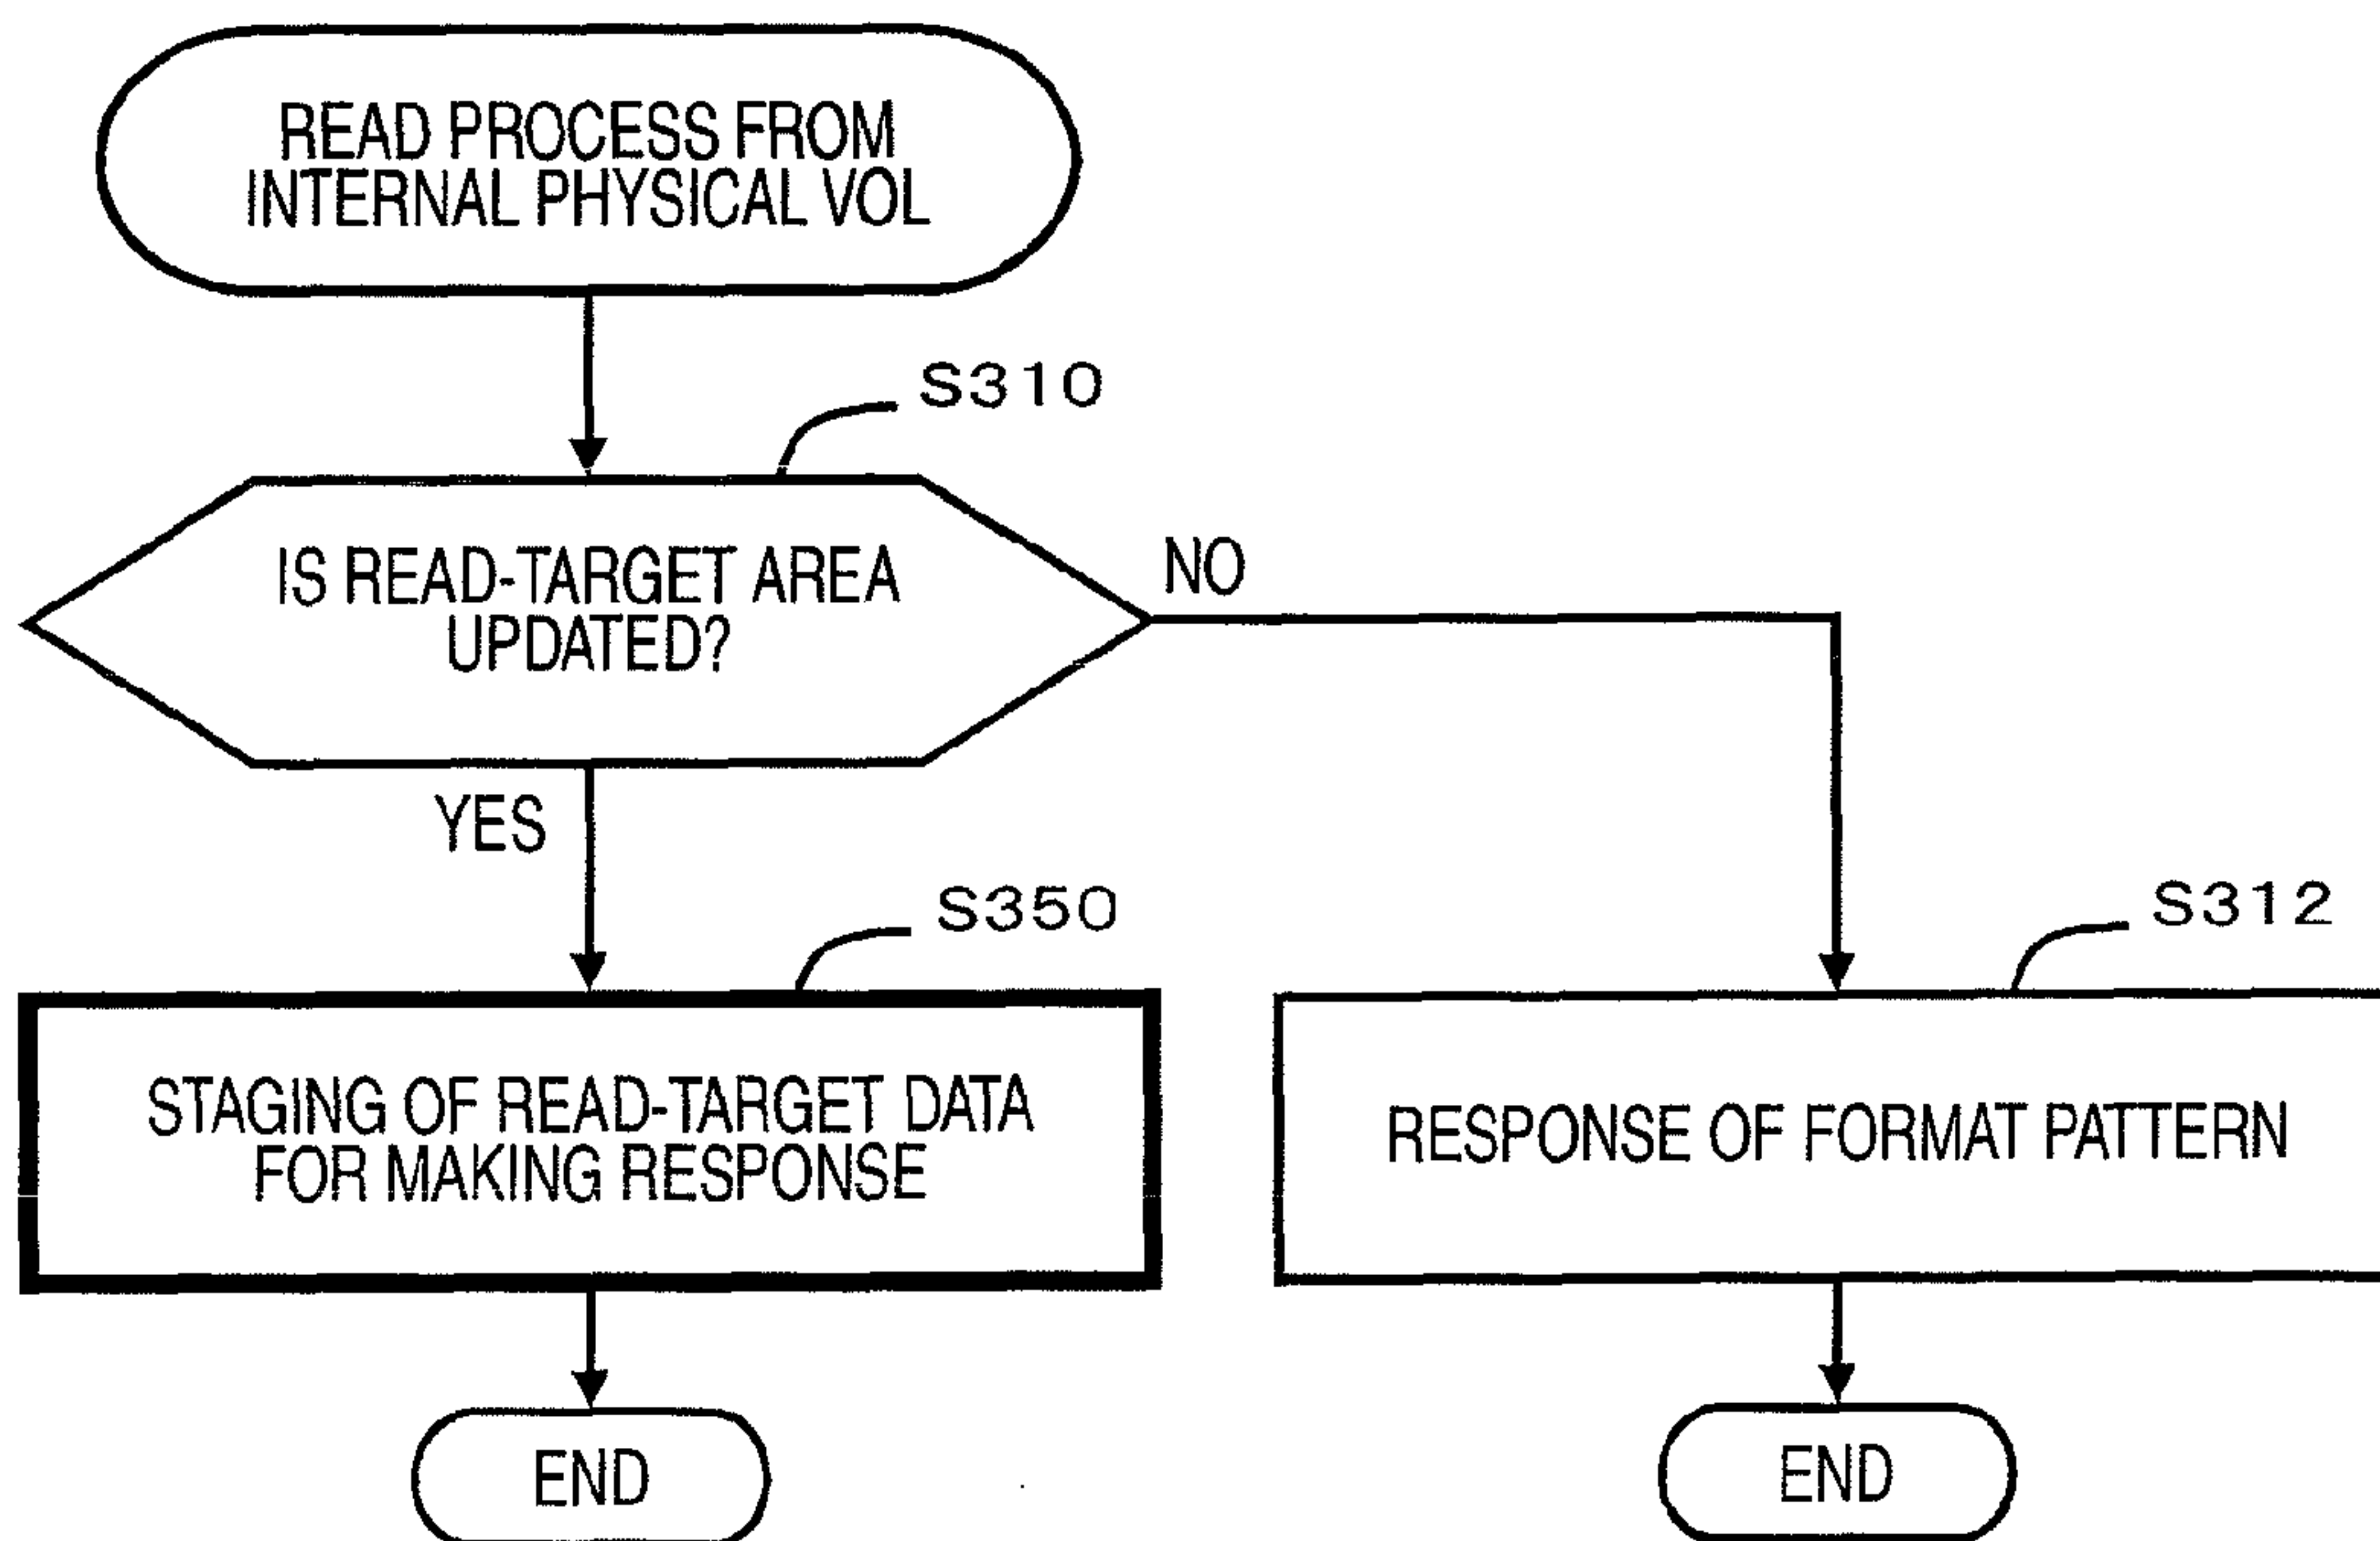 READ PROCESS FROM
INTERNAL PHYSICAL VOL
S310
IS READ-TARGET AREA
UPDATED?
NO
YES
S350
S312
STAGING OF READ-TARGET DATA
FOR MAKING RESPONSE
RESPONSE OF FORMAT PATTERN
END
END